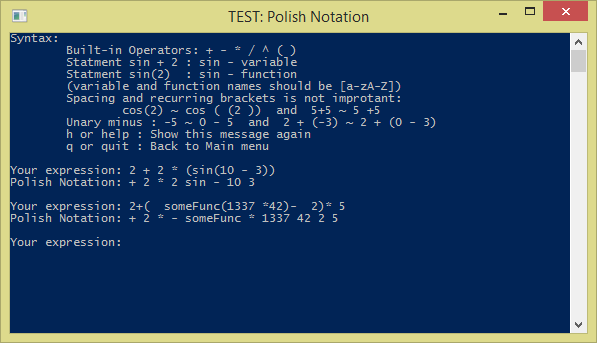 TEST: Polish Notation
Syntax:
Built-in Operators: + - * / ^ ( )
Statment sin + 2 : sin - variable
Statment sin(2)  : sin - function
(variable and function names should be [a-zA-Z])
Spacing and recurring brackets is not improtant:
cos(2) ~ cos ( (2 ))  and  5+5 ~ 5 +5
Unary minus : -5 ~ 0 - 5  and  2 + (-3) ~ 2 + (0 - 3)
h or help : Show this message again
q or quit : Back to Main menu
Your expression: 2 + 2 * (sin(10 - 3))
Polish Notation: + 2 * 2 sin - 10 3
Your expression: 2+(  someFunc(1337 *42)-  2)* 5
Polish Notation: + 2 * - someFunc * 1337 42 2 5
Your expression: